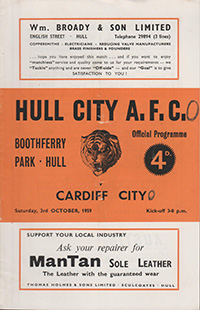 Wm. BROADY & SON LIMITED
ENGLISH STREET · HULL Telephone 29894 (3 lines)
COPPERSMITHS - ELECTRICIANS - REDUCING VALVE MANUFACTURERS
BRASS FINISHERS & FOUNDERS
. . . hope you have enjoyed this match . . . and if you want to enjoy
"matchless" service and quality come to us for your requirements — we
"Tackle" anything and are never "Offside" — and our "Goal" is to give
SATISFACTION TO YOU !
HULL CITY A.F.C. 0
Official Programme
BOOTHFERRY
PARK · HULL
4D.
v
CARDIFF CITY 0
Saturday, 3rd OCTOBER, 1959 Kick-off 3-0 p.m.
SUPPORT YOUR LOCAL INDUSTRY
Ask your repairer for
ManTan SOLE LEATHER
The Leather with the guaranteed wear
THOMAS HOLMES & SONS LIMITED · SCULCOATES · HULL